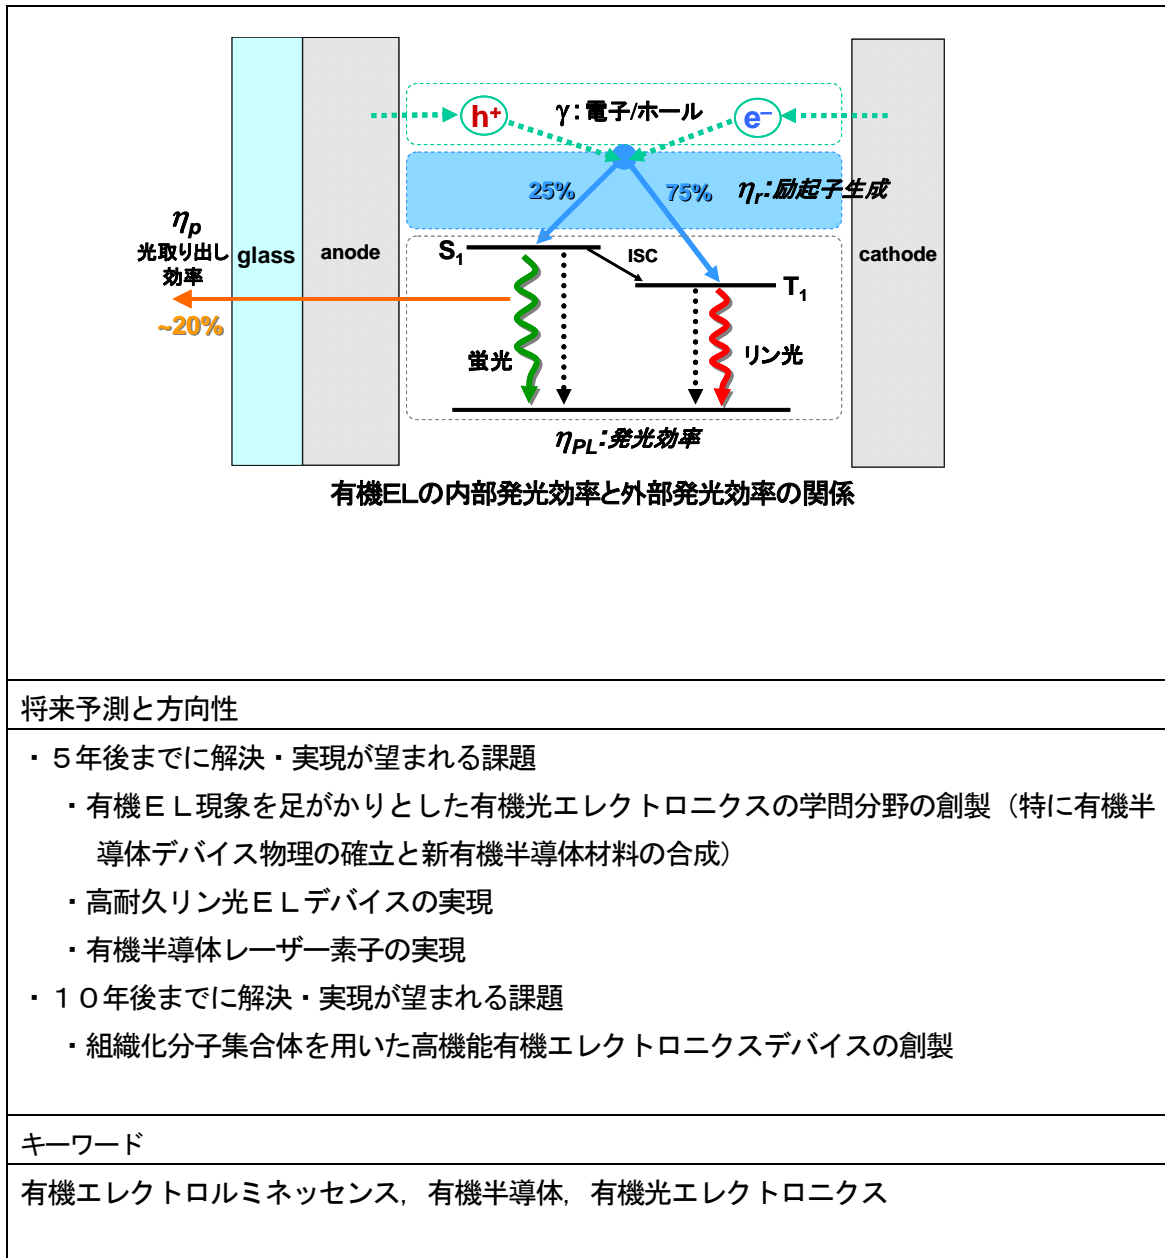 γ：電子/ホール
h⁺
e⁻
25%
75%
ηr：励起子生成
ηp
光取り出し
効率
~20%
glass
anode
cathode
S₁
ISC
T₁
蛍光
リン光
ηPL：発光効率
有機ELの内部発光効率と外部発光効率の関係
将来予測と方向性
・５年後までに解決・実現が望まれる課題
・有機ＥＬ現象を足がかりとした有機光エレクトロニクスの学問分野の創製（特に有機半
導体デバイス物理の確立と新有機半導体材料の合成）
・高耐久リン光ＥＬデバイスの実現
・有機半導体レーザー素子の実現
・１０年後までに解決・実現が望まれる課題
・組織化分子集合体を用いた高機能有機エレクトロニクスデバイスの創製
キーワード
有機エレクトロルミネッセンス，有機半導体，有機光エレクトロニクス